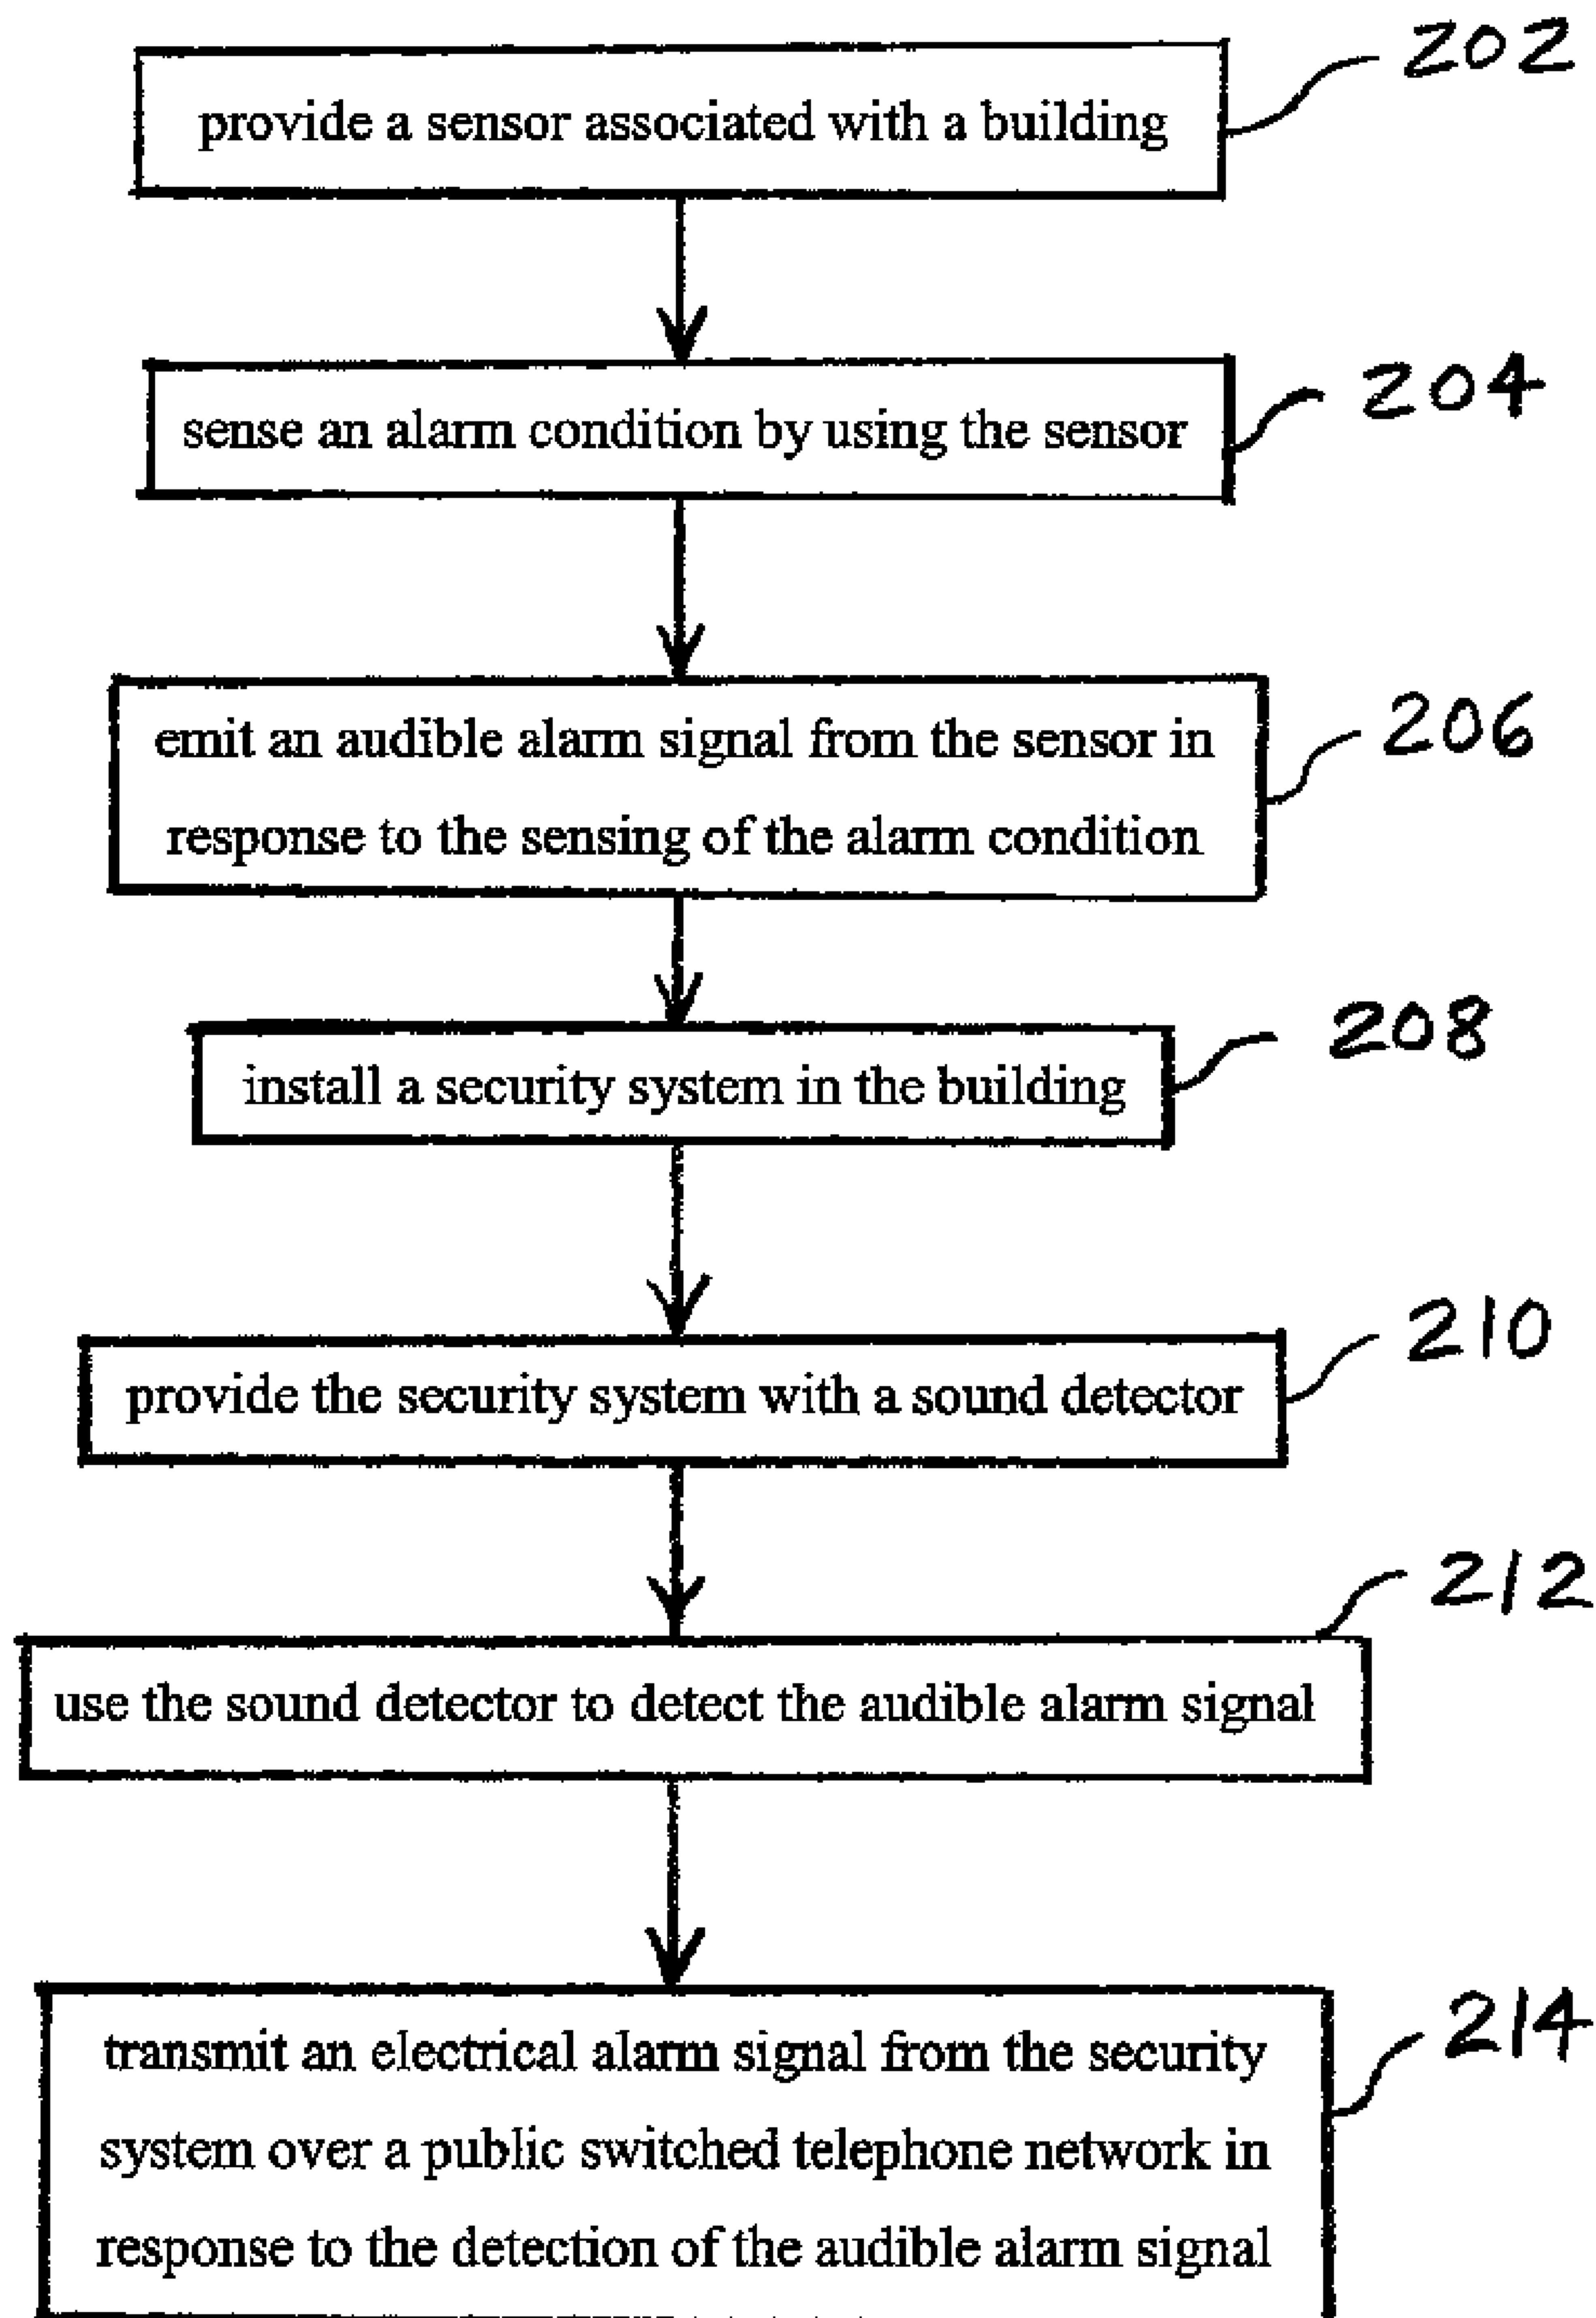 202
provide a sensor associated with a building
204
sense an alarm condition by using the sensor
206
emit an audible alarm signal from the sensor in
response to the sensing of the alarm condition
208
install a security system in the building
210
provide the security system with a sound detector
212
use the sound detector to detect the audible alarm signal
214
transmit an electrical alarm signal from the security
system over a public switched telephone network in
response to the detection of the audible alarm signal